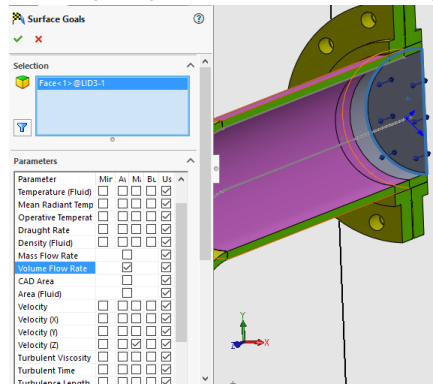 Surface Goals
Selection
Face<1>@LID3-1
Parameters
Parameter Mir Av Ma BL Us
Temperature (Fluid)
Mean Radiant Temp
Operative Temperat
Draught Rate
Density (Fluid)
Mass Flow Rate
Volume Flow Rate
CAD Area
Area (Fluid)
Velocity
Velocity (X)
Velocity (Y)
Velocity (Z)
Turbulent Viscosity
Turbulent Time
Turbulence Length
Y
Z X